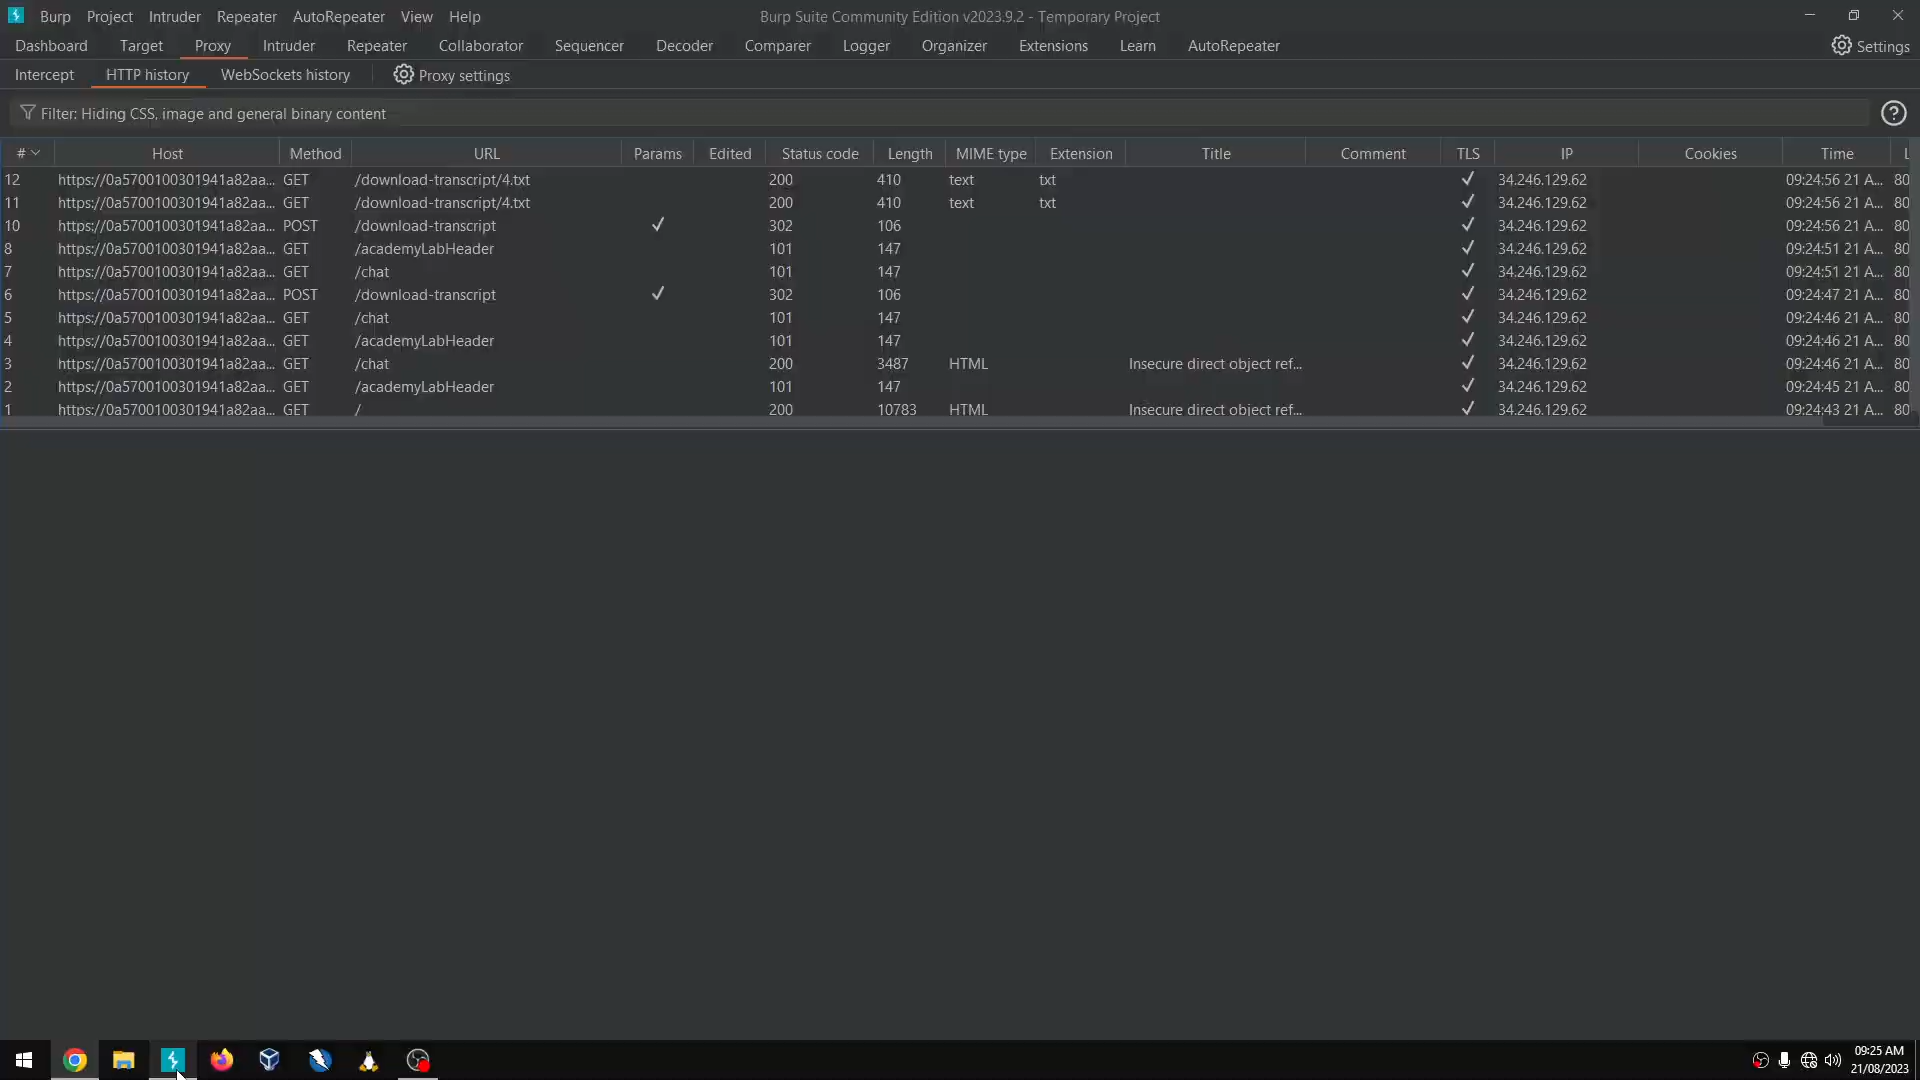 Burp Project Intruder Repeater AutoRepeater View Help Burp Suite Community Edition v2023.9.2 - Temporary Project
Dashboard Target Proxy Intruder Repeater Collaborator Sequencer Decoder Comparer Logger Organizer Extensions Learn AutoRepeater Settings
Intercept HTTP history WebSockets history Proxy settings
Filter: Hiding CSS, image and general binary content ?
# Host Method URL Params Edited Status code Length MIME type Extension Title Comment TLS IP Cookies Time L
12 https://0a5700100301941a82aa... GET /download-transcript/4.txt 200 410 text txt ✓ 34.246.129.62 09:24:56 21 A... 80
11 https://0a5700100301941a82aa... GET /download-transcript/4.txt 200 410 text txt ✓ 34.246.129.62 09:24:56 21 A... 80
10 https://0a5700100301941a82aa... POST /download-transcript ✓ 302 106 ✓ 34.246.129.62 09:24:56 21 A... 80
8 https://0a5700100301941a82aa... GET /academyLabHeader 101 147 ✓ 34.246.129.62 09:24:51 21 A... 80
7 https://0a5700100301941a82aa... GET /chat 101 147 ✓ 34.246.129.62 09:24:51 21 A... 80
6 https://0a5700100301941a82aa... POST /download-transcript ✓ 302 106 ✓ 34.246.129.62 09:24:47 21 A... 80
5 https://0a5700100301941a82aa... GET /chat 101 147 ✓ 34.246.129.62 09:24:46 21 A... 80
4 https://0a5700100301941a82aa... GET /academyLabHeader 101 147 ✓ 34.246.129.62 09:24:46 21 A... 80
3 https://0a5700100301941a82aa... GET /chat 200 3487 HTML Insecure direct object ref... ✓ 34.246.129.62 09:24:46 21 A... 80
2 https://0a5700100301941a82aa... GET /academyLabHeader 101 147 ✓ 34.246.129.62 09:24:45 21 A... 80
1 https://0a5700100301941a82aa... GET / 200 10783 HTML Insecure direct object ref... ✓ 34.246.129.62 09:24:43 21 A... 80
09:25 AM
21/08/2023